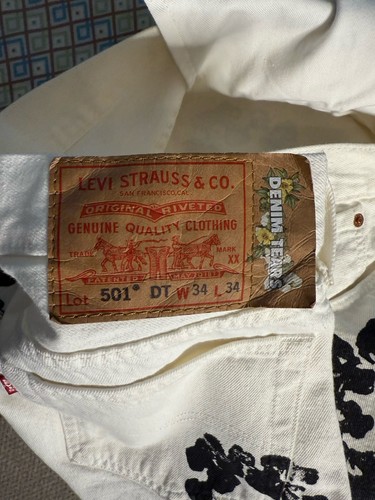 LEVI STRAUSS & CO.
SAN FRANCISCO, CAL.
ORIGINAL RIVETED
GENUINE QUALITY CLOTHING
TRADE MARK
XX
Lot 501® DT W 34 L 34
DENIM TEARS